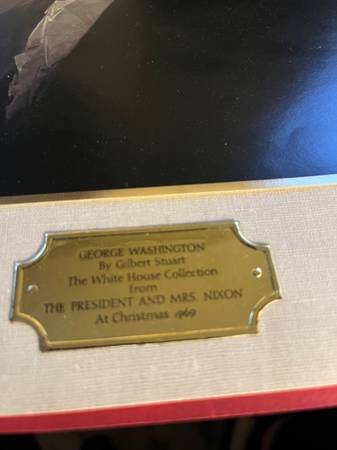 GEORGE WASHINGTON
By Gilbert Stuart
The White House Collection
from
THE PRESIDENT AND MRS. NIXON
At Christmas 1969